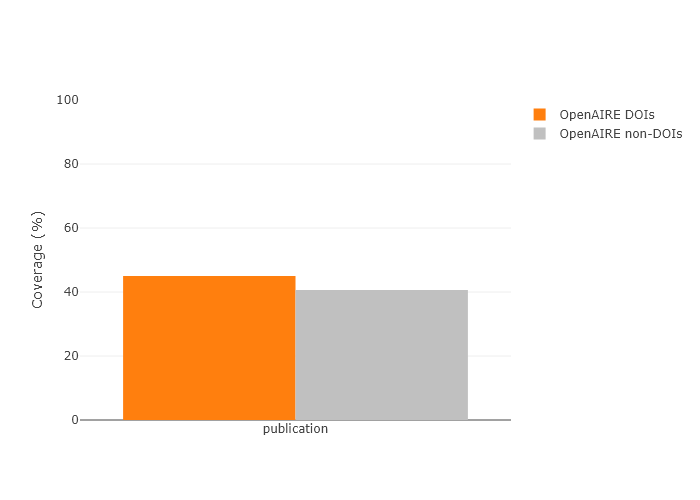 100
80
60
40
20
0
Coverage (%)
publication
OpenAIRE DOIs
OpenAIRE non-DOIs